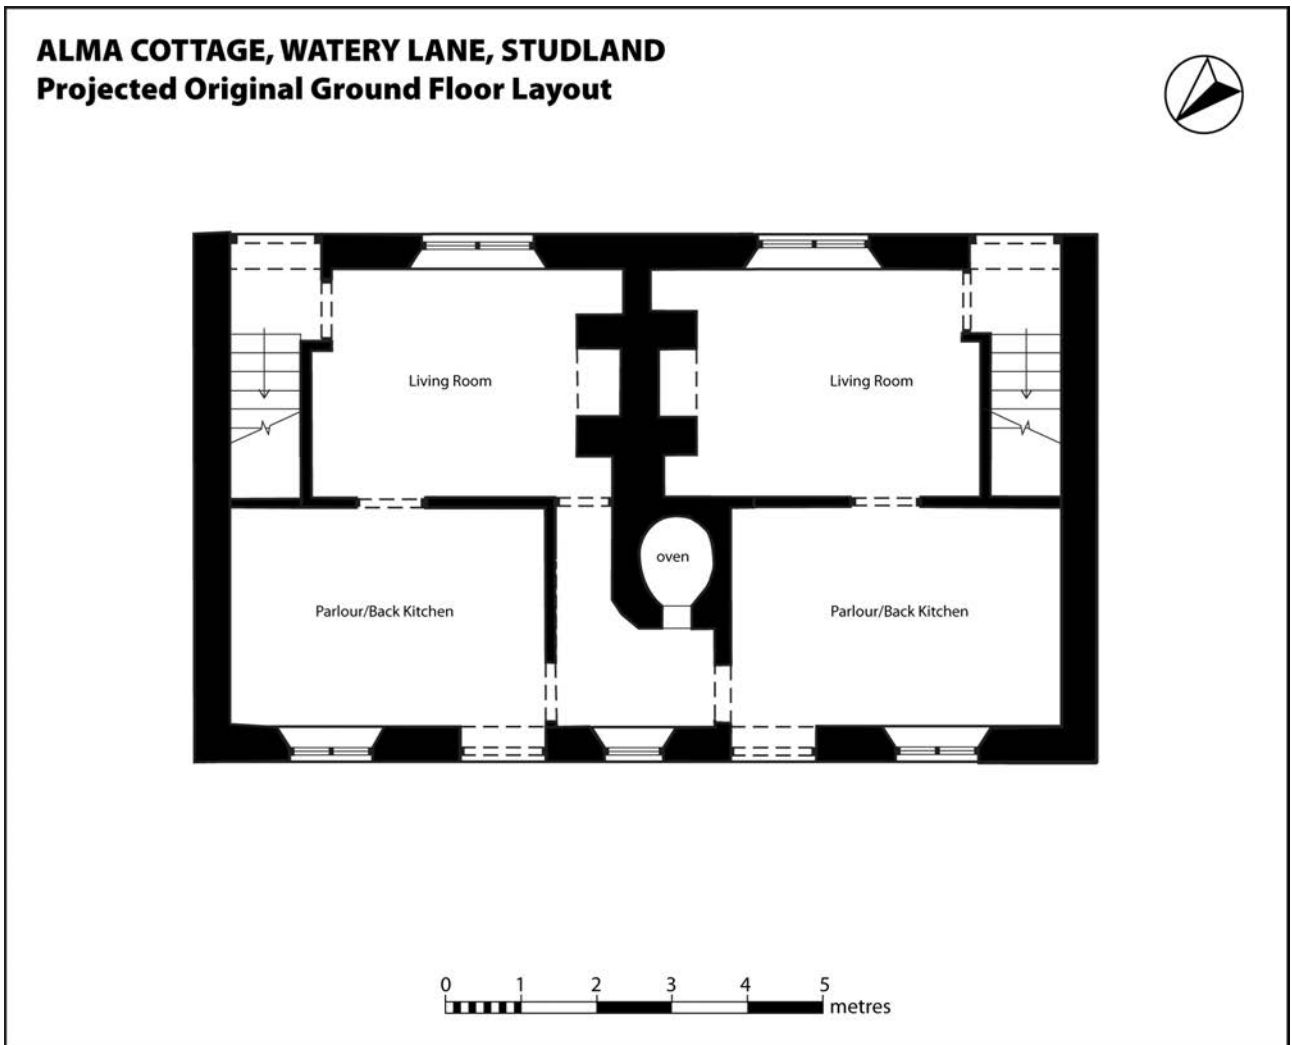 ALMA COTTAGE, WATERY LANE, STUDLAND
Projected Original Ground Floor Layout
Living Room
Living Room
oven
Parlour/Back Kitchen
Parlour/Back Kitchen
0 1 2 3 4 5
metres